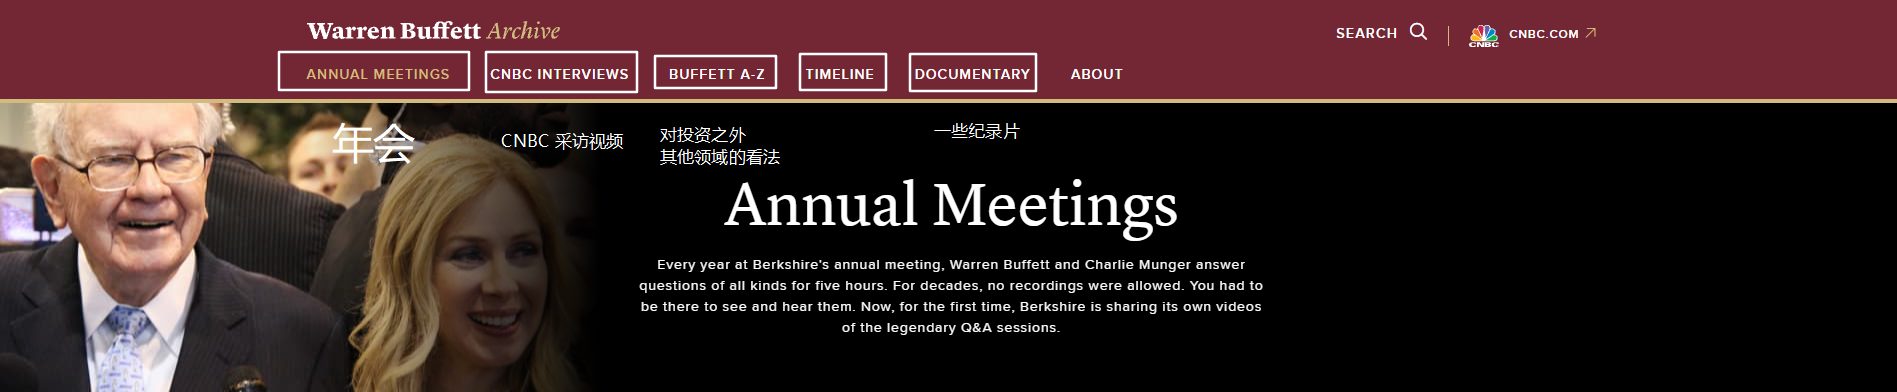 Warren Buffett Archive
SEARCH
CNBC
CNBC.COM
ANNUAL MEETINGS
CNBC INTERVIEWS
BUFFETT A-Z
TIMELINE
DOCUMENTARY
ABOUT
年会
CNBC 采访视频
对投资之外
其他领域的看法
一些纪录片
Annual Meetings
Every year at Berkshire's annual meeting, Warren Buffett and Charlie Munger answer
questions of all kinds for five hours. For decades, no recordings were allowed. You had to
be there to see and hear them. Now, for the first time, Berkshire is sharing its own videos
of the legendary Q&A sessions.